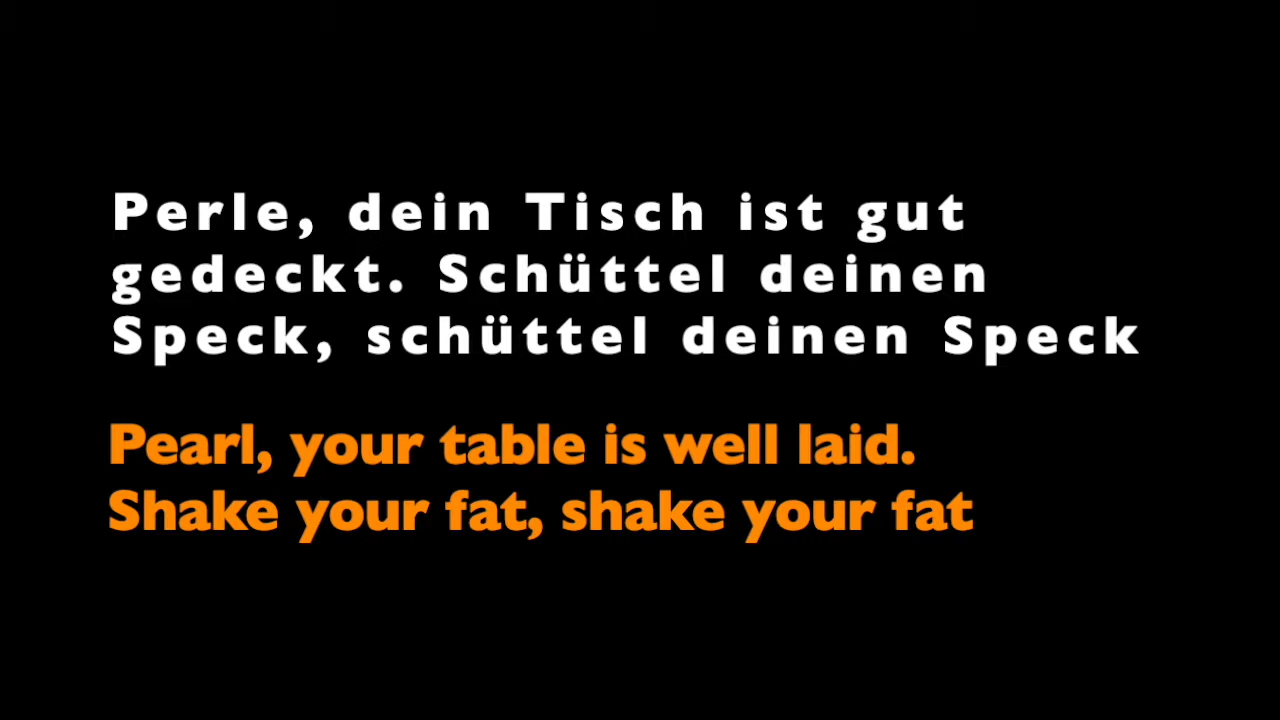 Perle, dein Tisch ist gut
gedeckt. Schüttel deinen
Speck, schüttel deinen Speck
Pearl, your table is well laid.
Shake your fat, shake your fat